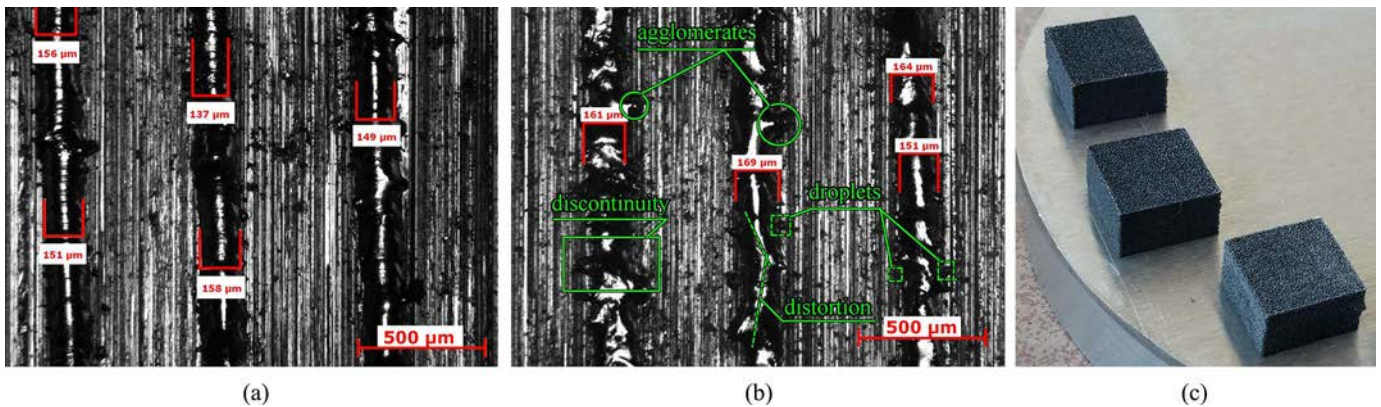 156 µm
137 µm
149 µm
151 µm
158 µm
500 µm
(a)
agglomerates
164 µm
161 µm
169 µm
151 µm
discontinuity
droplets
distortion
500 µm
(b)
(c)